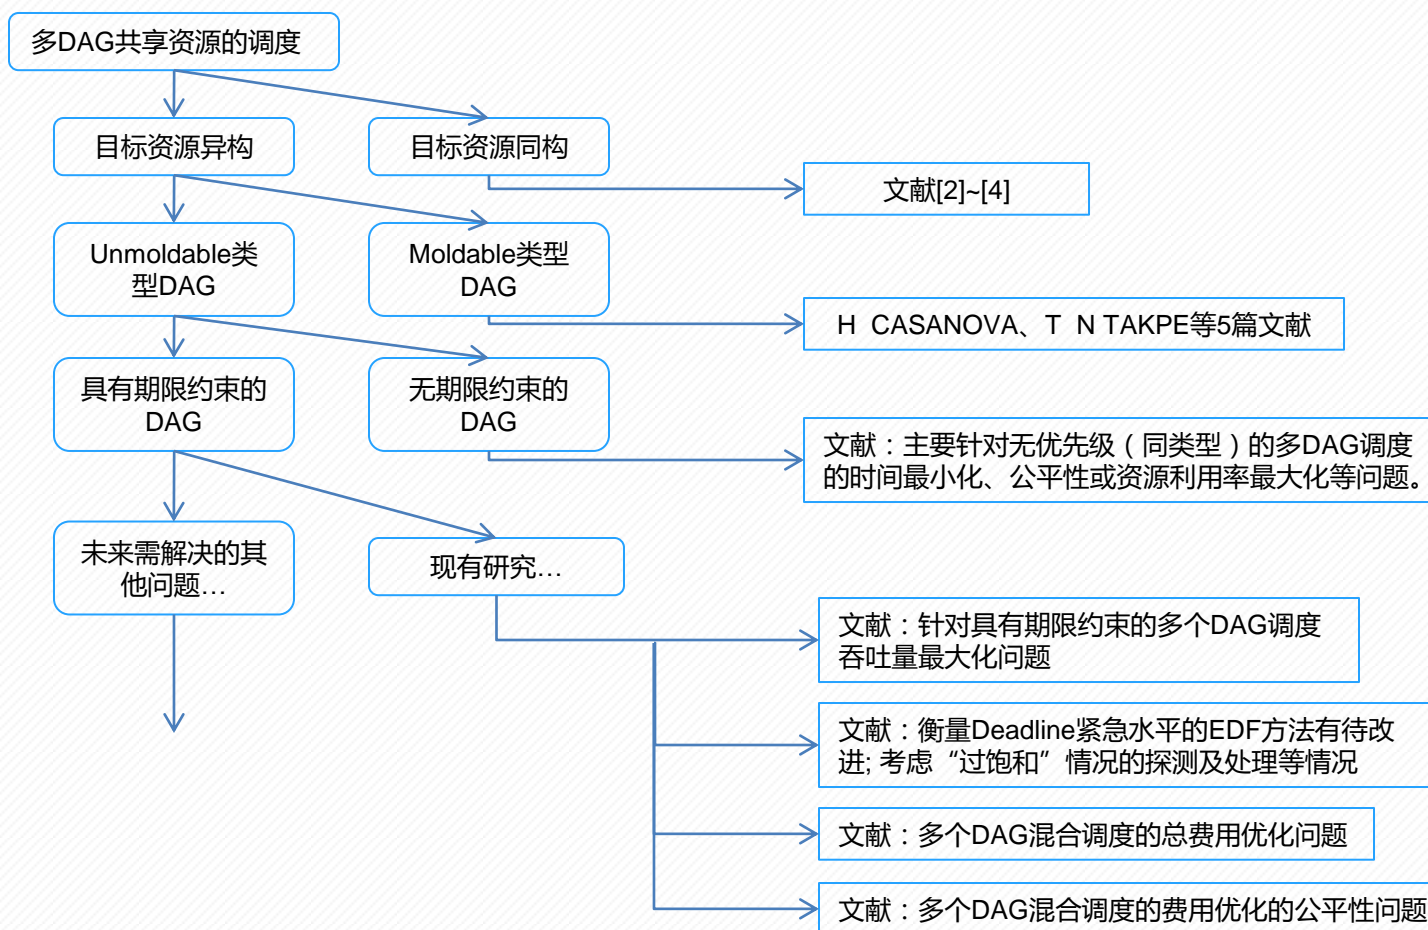 多DAG共享资源的调度
目标资源异构
目标资源同构
文献[2]~[4]
Unmoldable类
型DAG
Moldable类型
DAG
H CASANOVA、T N TAKPE等5篇文献
具有期限约束的
DAG
无期限约束的
DAG
文献：主要针对无优先级（同类型）的多DAG调度
的时间最小化、公平性或资源利用率最大化等问题。
未来需解决的其
他问题…
现有研究…
文献：针对具有期限约束的多个DAG调度
吞吐量最大化问题
文献：衡量Deadline紧急水平的EDF方法有待改
进; 考虑“过饱和”情况的探测及处理等情况
文献：多个DAG混合调度的总费用优化问题
文献：多个DAG混合调度的费用优化的公平性问题